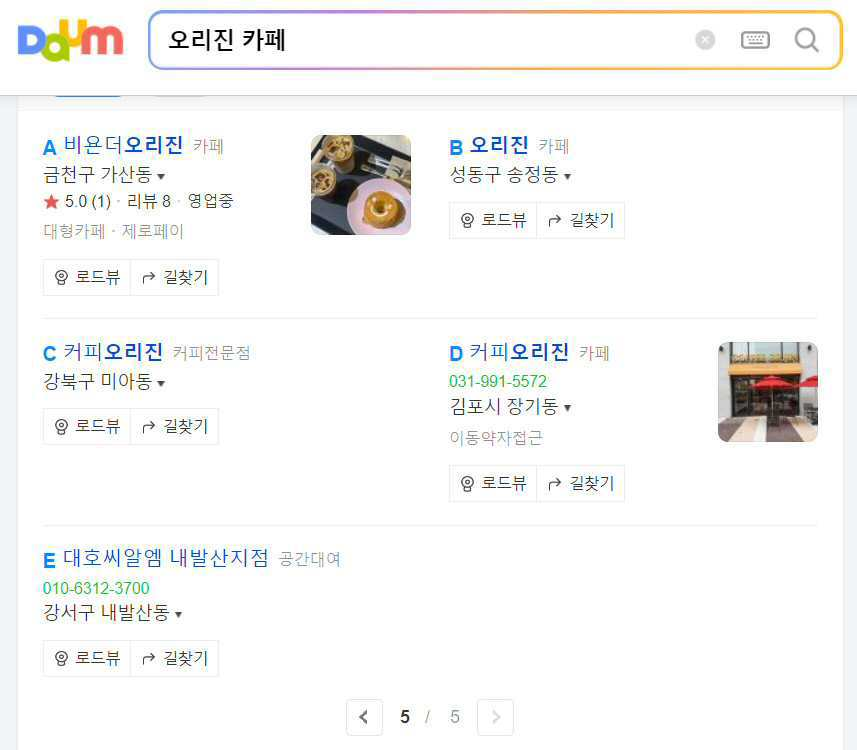 Daum
오리진 카페
A 비욘더오리진 카페
금천구 가산동
5.0 (1) · 리뷰 8 · 영업중
대형카페 · 제로페이
로드뷰 길찾기
B 오리진 카페
성동구 송정동
로드뷰 길찾기
C 커피오리진 커피전문점
강북구 미아동
로드뷰 길찾기
D 커피오리진 카페
031-991-5572
김포시 장기동
이동약자접근
로드뷰 길찾기
E 대호씨알엠 내발산지점 공간대여
010-6312-3700
강서구 내발산동
로드뷰 길찾기
5 / 5